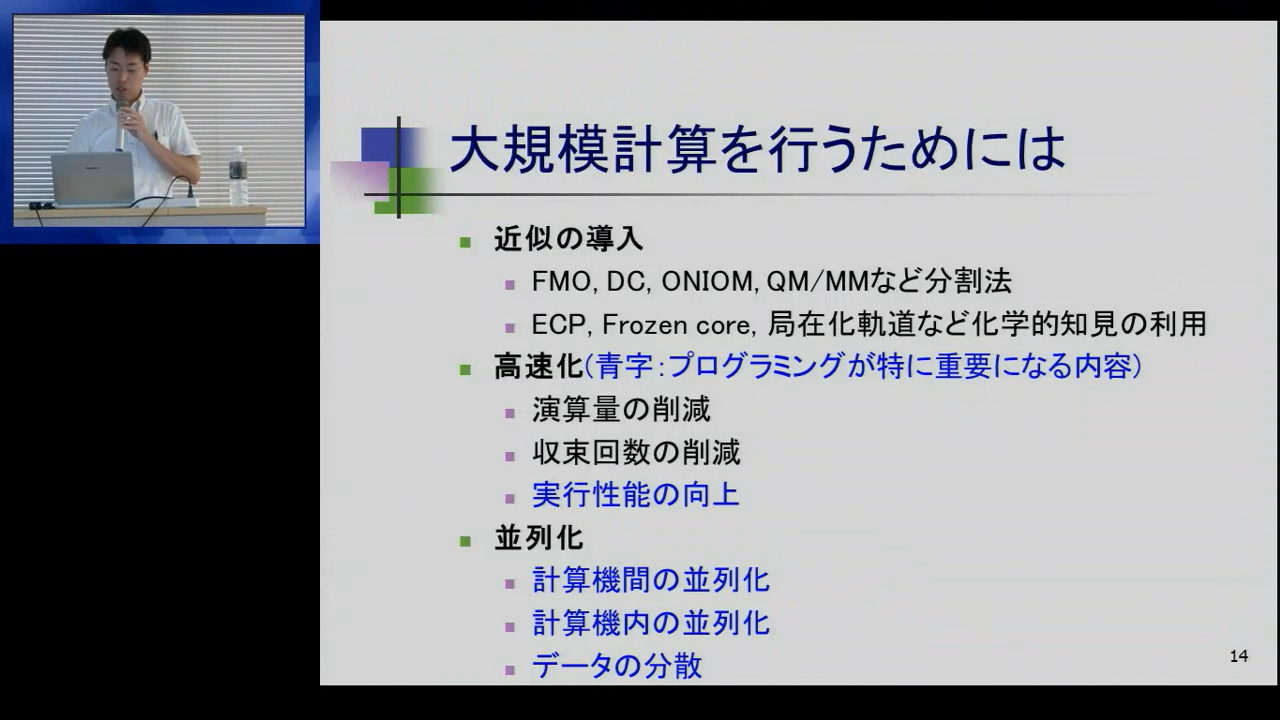 大規模計算を行うためには
近似の導入
FMO, DC, ONIOM, QM/MMなど分割法
ECP, Frozen core, 局在化軌道など化学的知見の利用
高速化(青字:プログラミングが特に重要になる内容)
演算量の削減
収束回数の削減
実行性能の向上
並列化
計算機間の並列化
計算機内の並列化
データの分散
14